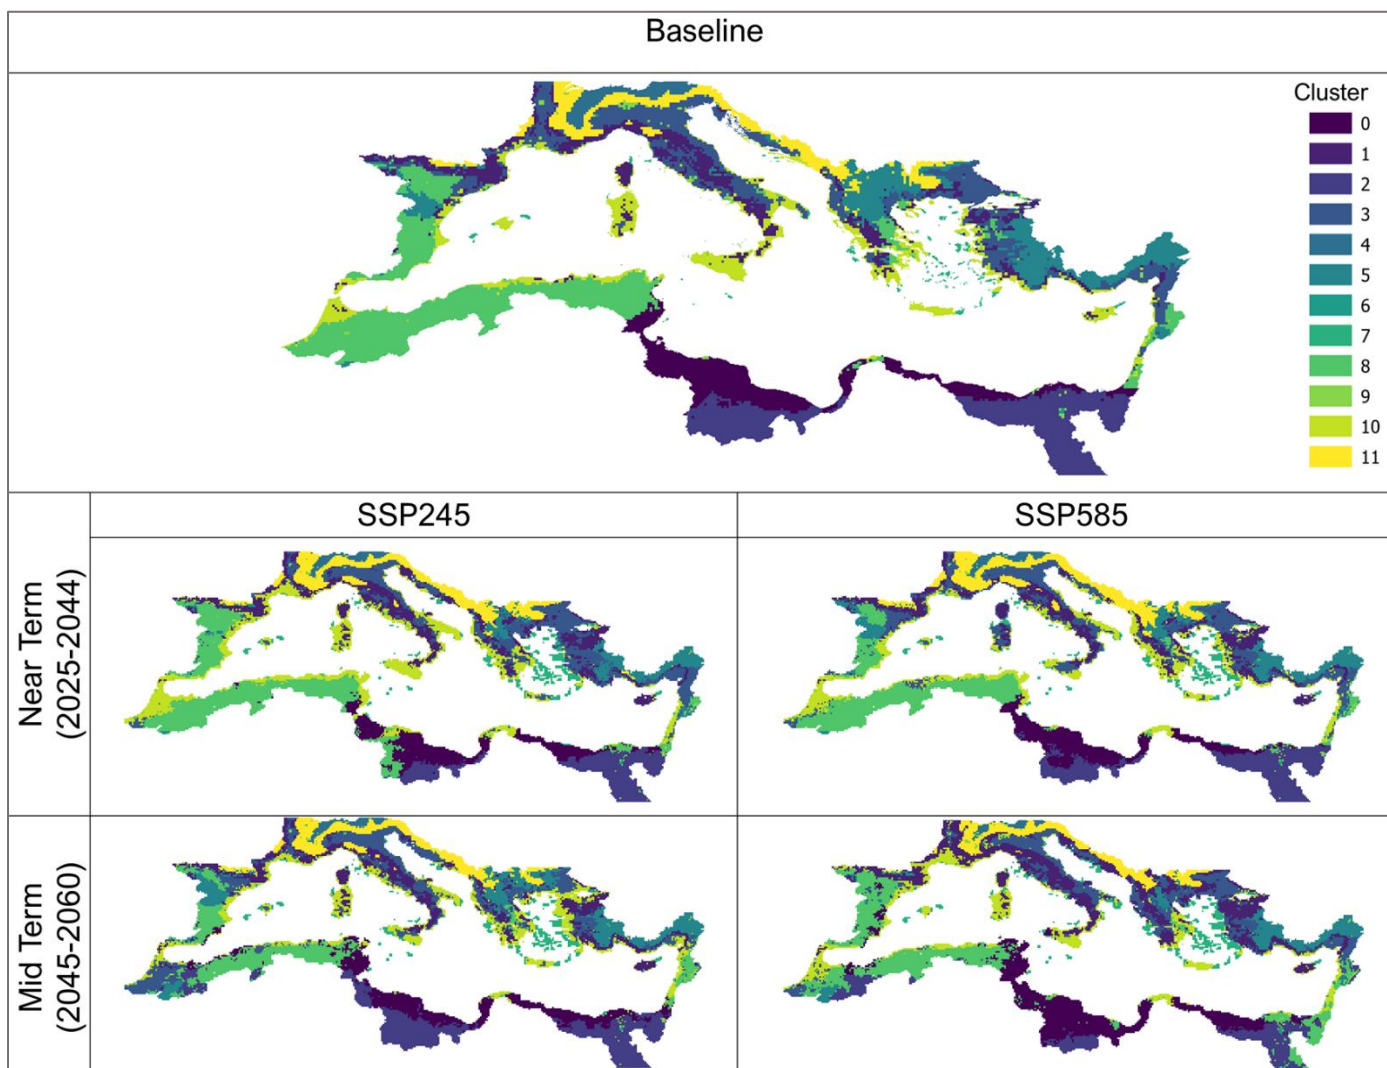 Baseline
Cluster
0
1
2
3
4
5
6
7
8
9
10
11
SSP245
SSP585
Near Term
(2025-2044)
Mid Term
(2045-2060)